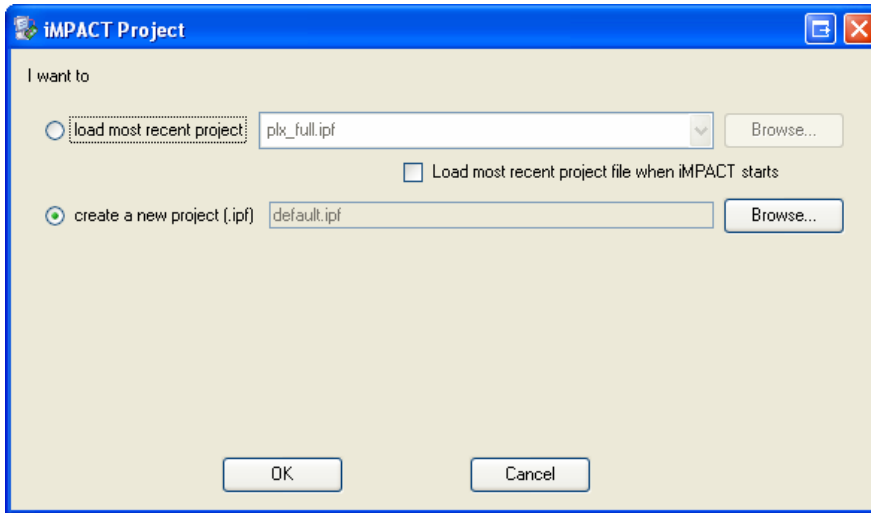 iMPACT Project
I want to
load most recent project plx_full.ipf Browse...
Load most recent project file when iMPACT starts
create a new project (.ipf) default.ipf Browse...
OK Cancel